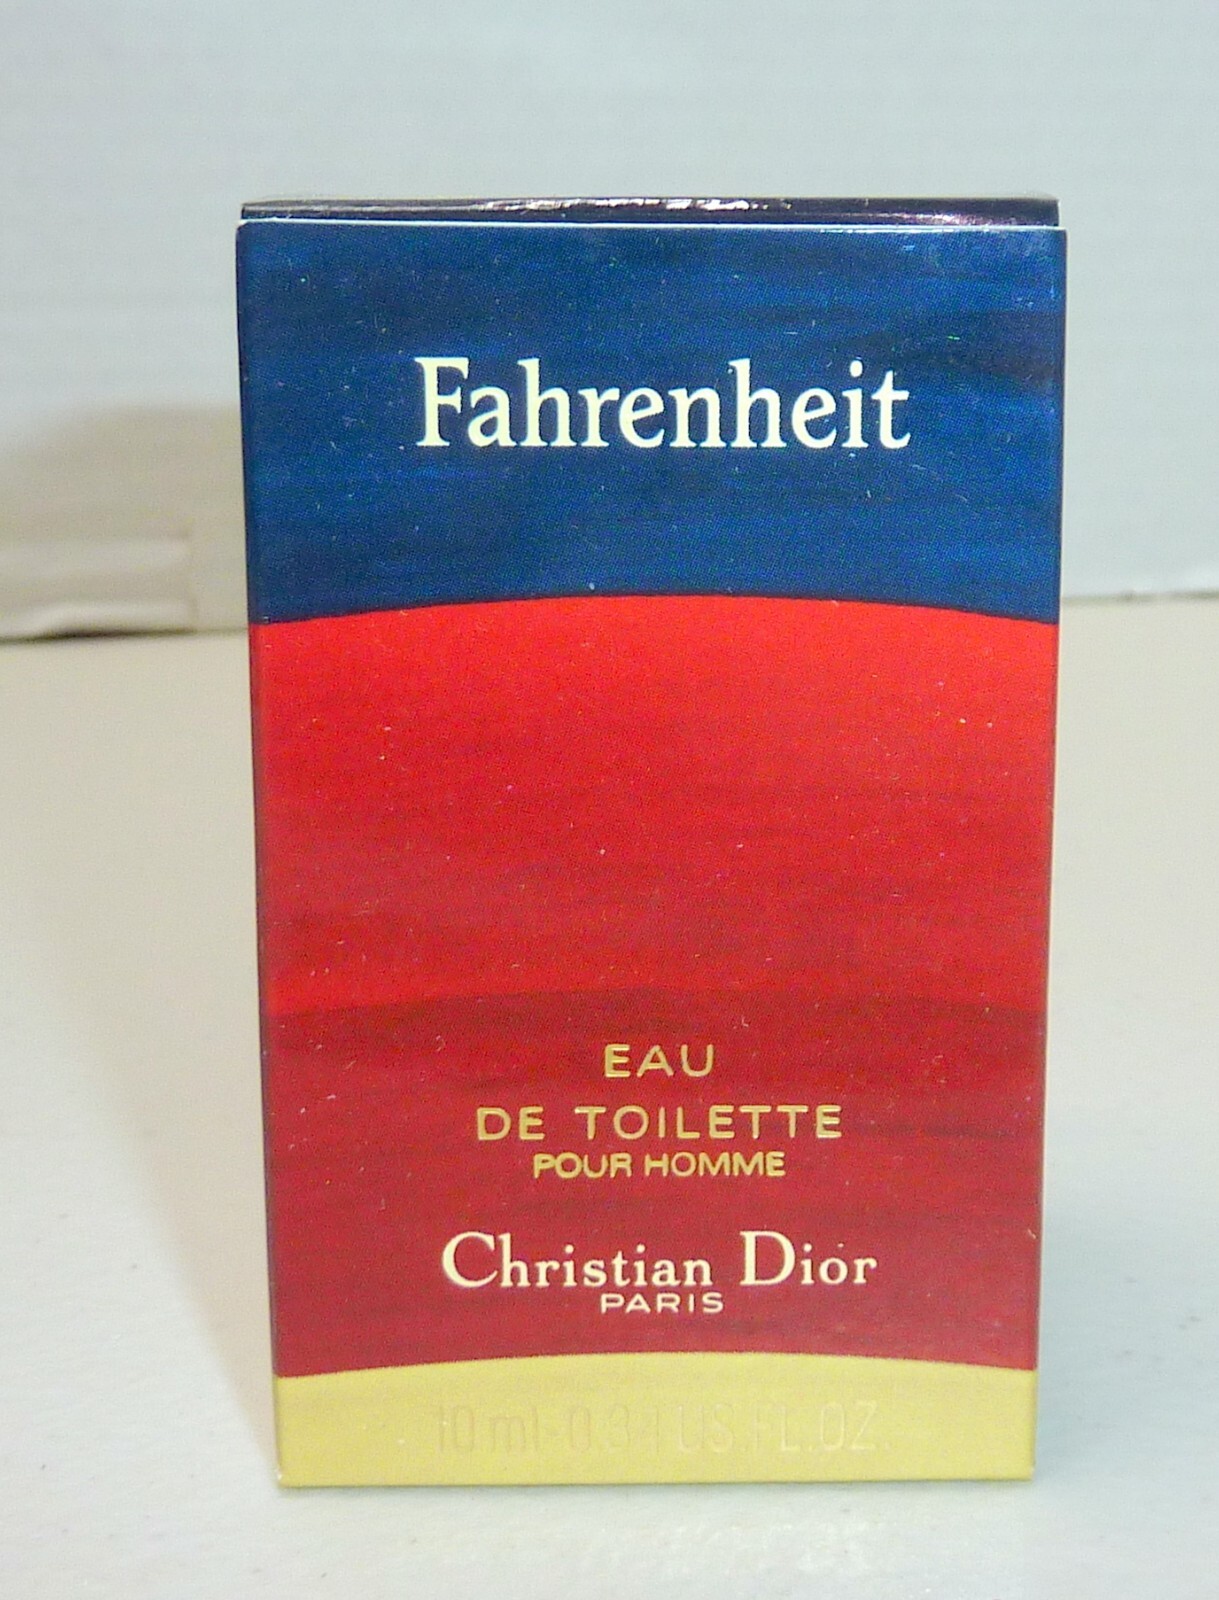 Fahrenheit
EAU
DE TOILETTE
POUR HOMME
Christian Dior
PARIS
10 ml-0.34 US.FL.OZ.